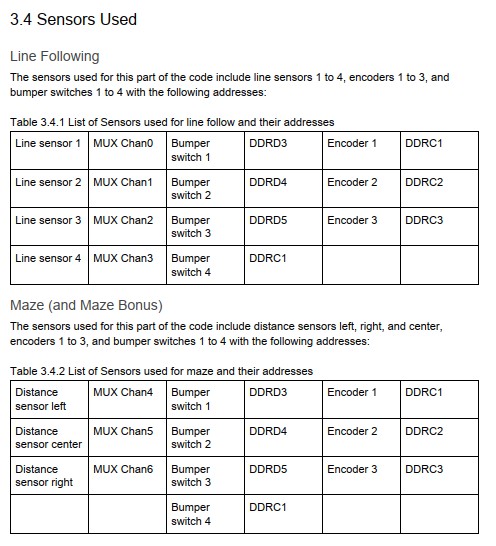 3.4 Sensors Used
Line Following
The sensors used for this part of the code include line sensors 1 to 4, encoders 1 to 3, and
bumper switches 1 to 4 with the following addresses:
Table 3.4.1 List of Sensors used for line follow and their addresses
Line sensor 1 MUX Chan0 Bumper DDRD3 Encoder 1 DDRC1
switch 1
Line sensor 2 MUX Chan1 Bumper DDRD4 Encoder 2 DDRC2
switch 2
Line sensor 3 MUX Chan2 Bumper DDRD5 Encoder 3 DDRC3
switch 3
Line sensor 4 MUX Chan3 Bumper DDRC1
switch 4
Maze (and Maze Bonus)
The sensors used for this part of the code include distance sensors left, right, and center,
encoders 1 to 3, and bumper switches 1 to 4 with the following addresses:
Table 3.4.2 List of Sensors used for maze and their addresses
Distance MUX Chan4 Bumper DDRD3 Encoder 1 DDRC1
sensor left switch 1
Distance MUX Chan5 Bumper DDRD4 Encoder 2 DDRC2
sensor center switch 2
Distance MUX Chan6 Bumper DDRD5 Encoder 3 DDRC3
sensor right switch 3
Bumper DDRC1
switch 4